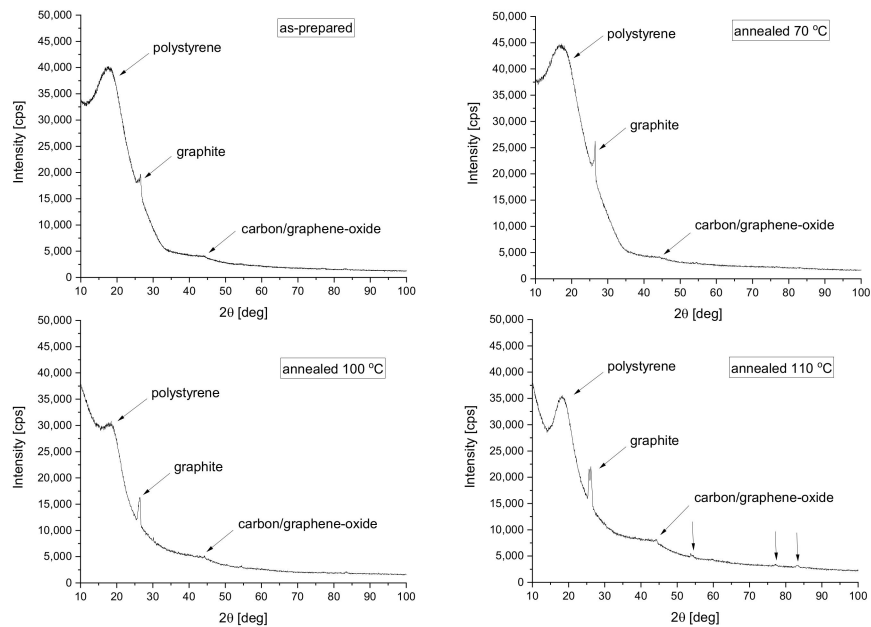 as-prepared
polystyrene
graphite
carbon/graphene-oxide
50,000
45,000
40,000
35,000
30,000
25,000
20,000
15,000
10,000
5,000
0
Intensity [cps]
10 20 30 40 50 60 70 80 90 100
2θ [deg]
annealed 70 °C
polystyrene
graphite
carbon/graphene-oxide
50,000
45,000
40,000
35,000
30,000
25,000
20,000
15,000
10,000
5,000
0
Intensity [cps]
10 20 30 40 50 60 70 80 90 100
2θ [deg]
annealed 100 °C
polystyrene
graphite
carbon/graphene-oxide
50,000
45,000
40,000
35,000
30,000
25,000
20,000
15,000
10,000
5,000
0
Intensity [cps]
10 20 30 40 50 60 70 80 90 100
2θ [deg]
annealed 110 °C
polystyrene
graphite
carbon/graphene-oxide
50,000
45,000
40,000
35,000
30,000
25,000
20,000
15,000
10,000
5,000
0
Intensity [cps]
10 20 30 40 50 60 70 80 90 100
2θ [deg]